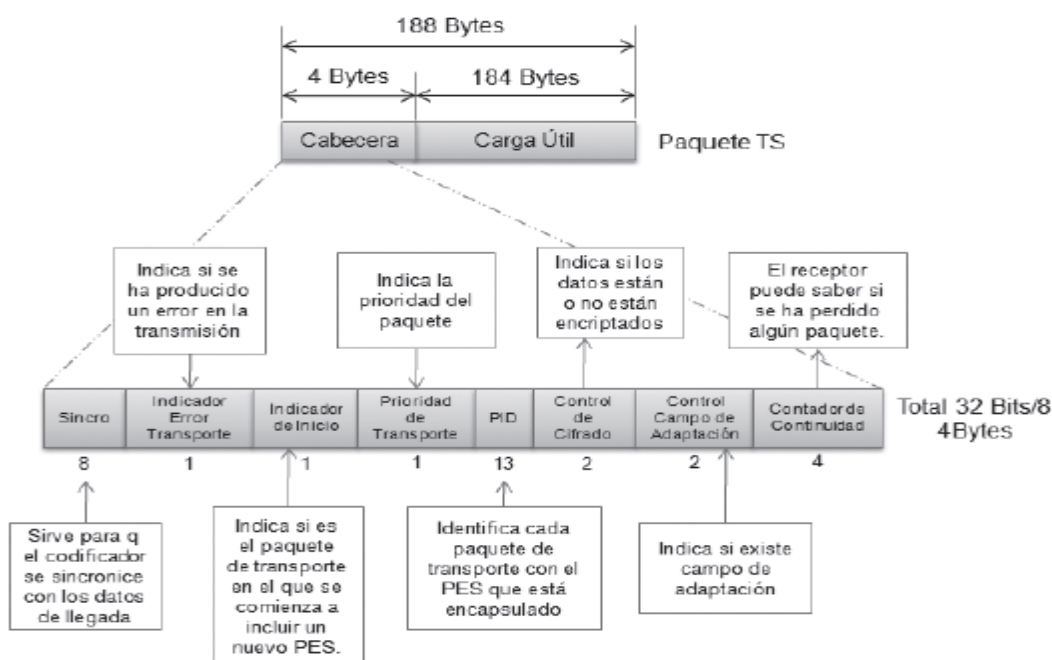 188 Bytes
4 Bytes
184 Bytes
Cabecera
Carga Útil
Paquete TS
Indica si se
ha producido
un error en la
transmisión
Indica la
prioridad del
paquete
Indica si los
datos están
o no están
encriptados
El receptor
puede saber si
se ha perdido
algún paquete.
Sincro
Indicador
Error
Transporte
Indicador
de Inicio
Prioridad
de
Transporte
PID
Control
de
Cifrado
Control
Campo de
Adaptación
Contador de
Continuidad
Total 32 Bits/8
4Bytes
8
1
1
1
13
2
2
4
Sirve para q
el codificador
se sincronice
con los datos
de llegada
Indica si es
el paquete
de transporte
en el que se
comienza a
incluir un
nuevo PES.
Identifica cada
paquete de
transporte con el
PES que está
encapsulado
Indica si existe
campo de
adaptación